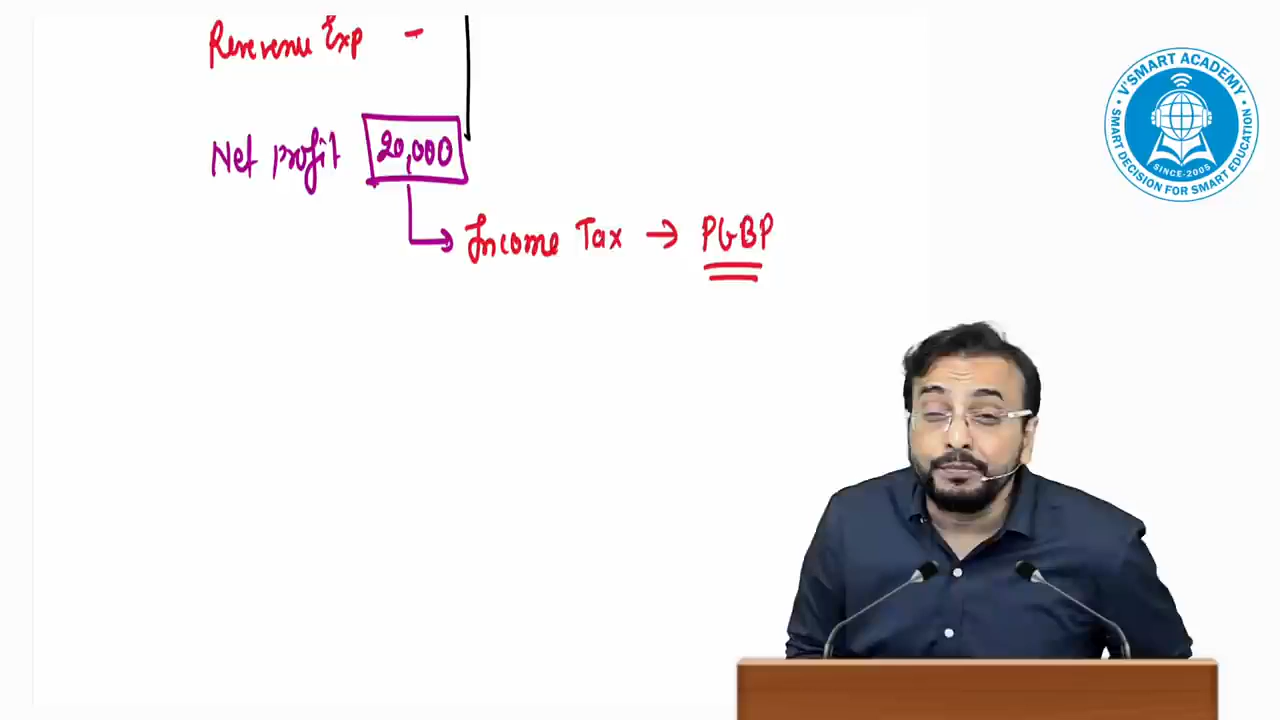 Revenue Exp -
Net profit 20,000
Income Tax → PGBP
V'SMART ACADEMY
SINCE-2005
SMART DECISION FOR SMART EDUCATION